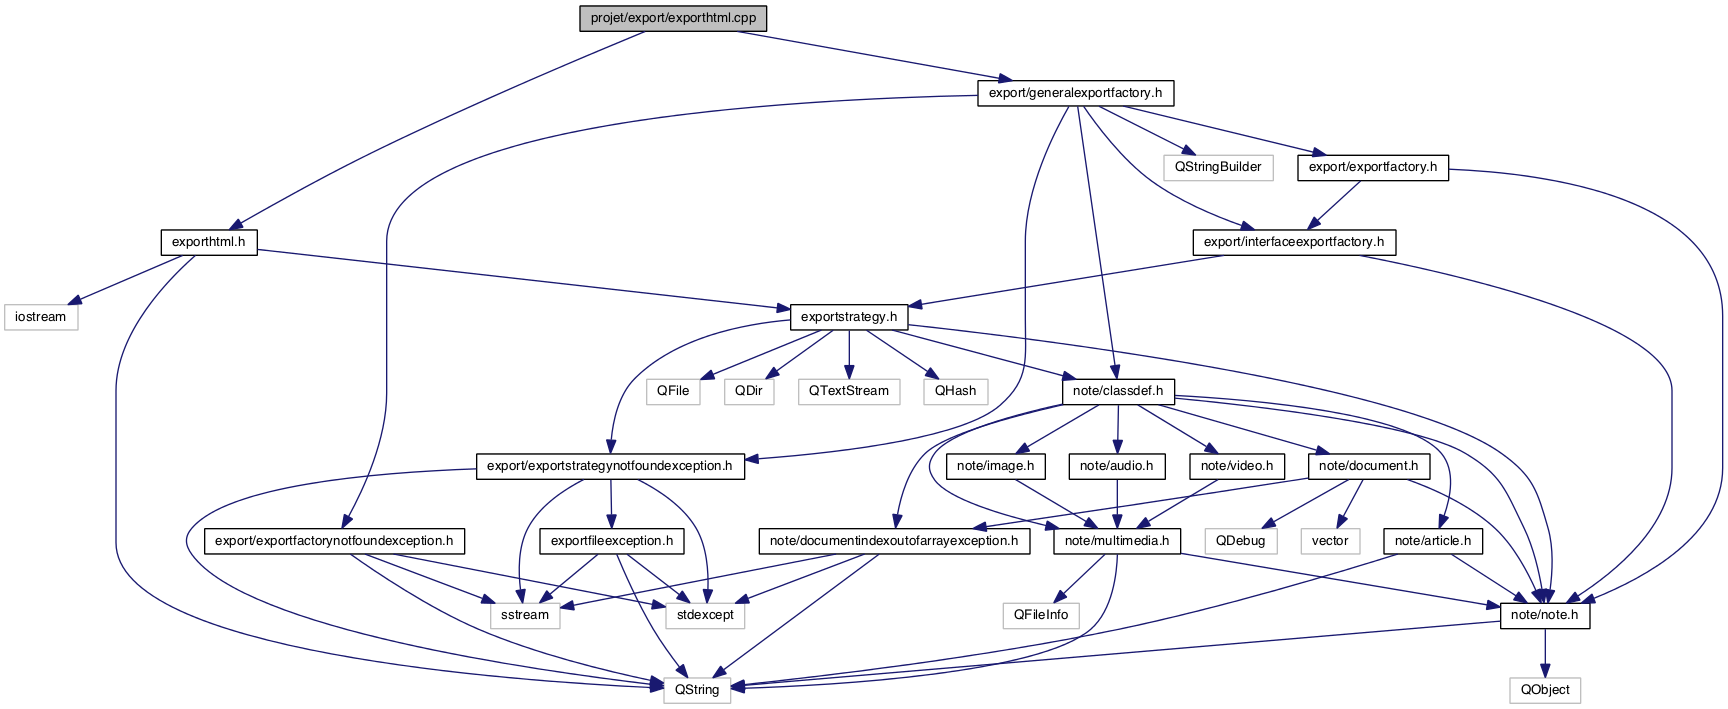 projet/export/exporthtml.cpp
export/generalexportfactory.h
QStringBuilder
export/exportfactory.h
exporthtml.h
export/interfaceexportfactory.h
iostream
exportstrategy.h
QFile
QDir
QTextStream
QHash
note/classdef.h
export/exportstrategynotfoundexception.h
note/image.h
note/audio.h
note/video.h
note/document.h
export/exportfactorynotfoundexception.h
exportfileexception.h
note/documentindexoutofarrayexception.h
note/multimedia.h
QDebug
vector
note/article.h
sstream
stdexcept
QFileInfo
note/note.h
QString
QObject